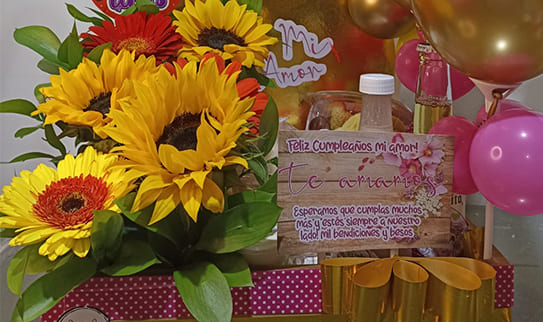 Mi
Amor
Feliz Cumpleaños mi amor!
te amamos
Esperamos que cumplas muchos
más y estés siempre a nuestro
lado! mil bendiciones y besos